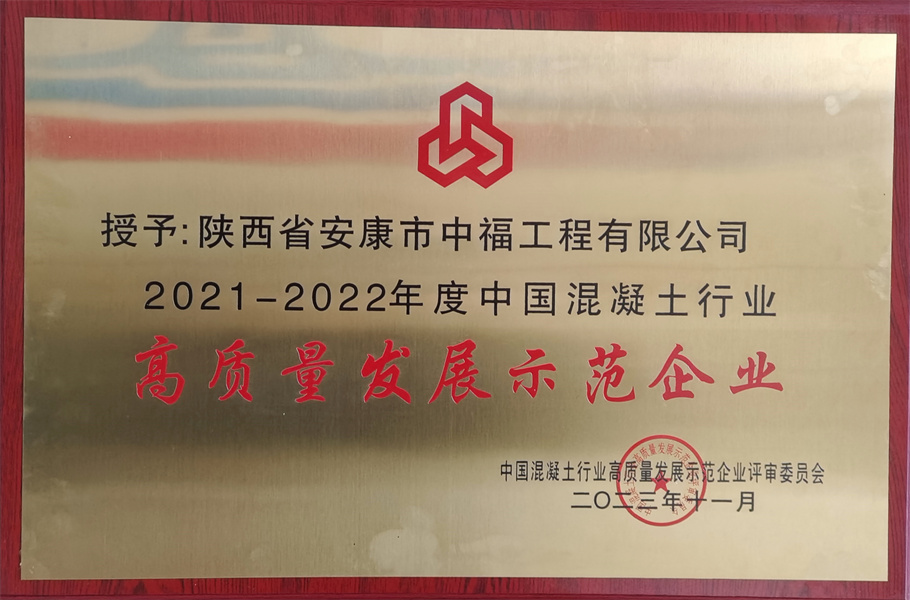 授予:陕西省安康市中福工程有限公司
2021-2022年度中国混凝土行业
高质量发展示范企业
中国混凝土行业高质量发展示范企业评审委员会
二〇二三年十一月